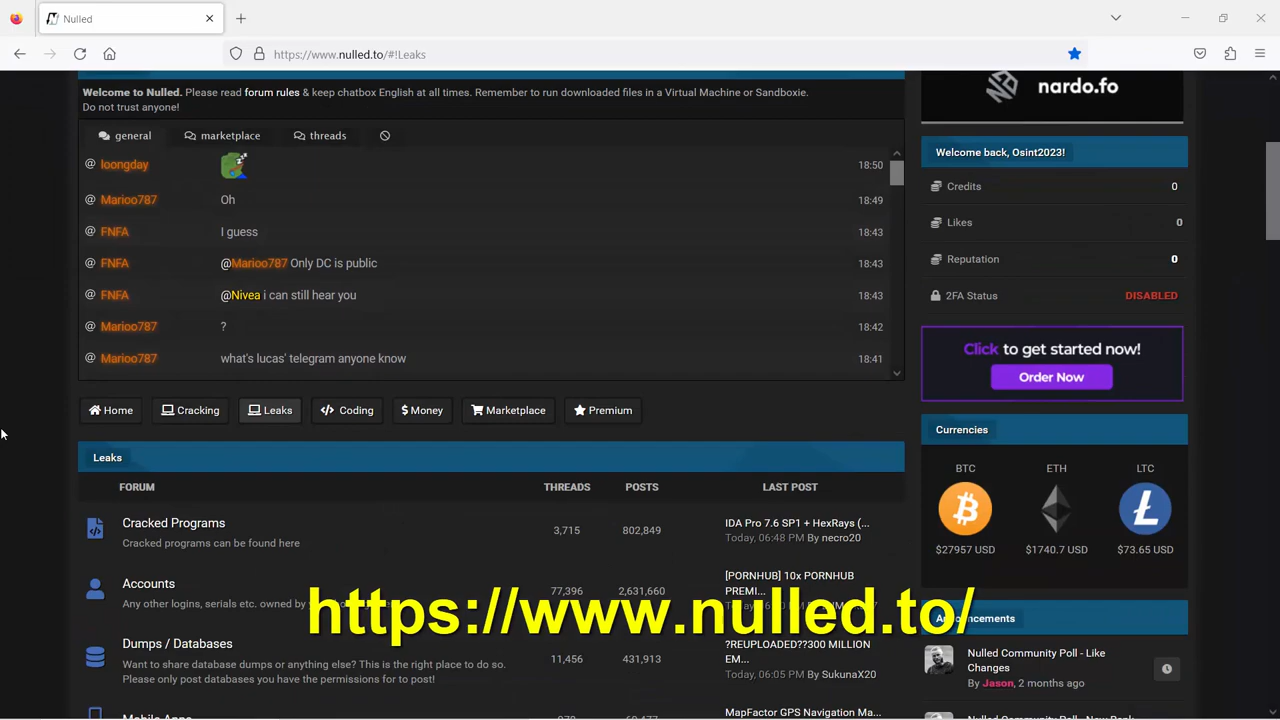 Nulled
https://www.nulled.to/#!Leaks
Welcome to Nulled. Please read forum rules & keep chatbox English at all times. Remember to run downloaded files in a Virtual Machine or Sandboxie.
Do not trust anyone!
general marketplace threads
@ loongday 18:50
@ Marioo787 Oh 18:49
@ FNFA I guess 18:43
@ FNFA @Marioo787 Only DC is public 18:43
@ FNFA @Nivea i can still hear you 18:43
@ Marioo787 ? 18:42
@ Marioo787 what's lucas' telegram anyone know 18:41
Home Cracking Leaks Coding Money Marketplace Premium
Leaks
FORUM THREADS POSTS LAST POST
Cracked Programs
Cracked programs can be found here
3,715 802,849
IDA Pro 7.6 SP1 + HexRays (...
Today, 06:48 PM By necro20
Accounts
Any other logins, serials etc. owned by
77,396 2,631,660
[PORNHUB] 10x PORNHUB
PREMI...
https://www.nulled.to/
Dumps / Databases
Want to share database dumps or anything else? This is the right place to do so.
Please only post databases you have the permissions for to post!
11,456 431,913
?REUPLOADED??300 MILLION
EM...
Today, 06:05 PM By SukunaX20
MapFactor GPS Navigation Ma...
nardo.fo
Welcome back, Osint2023!
Credits 0
Likes 0
Reputation 0
2FA Status DISABLED
Click to get started now!
Order Now
Currencies
BTC ETH LTC
$27957 USD $1740.7 USD $73.65 USD
Announcements
Nulled Community Poll - Like
Changes
By Jason, 2 months ago